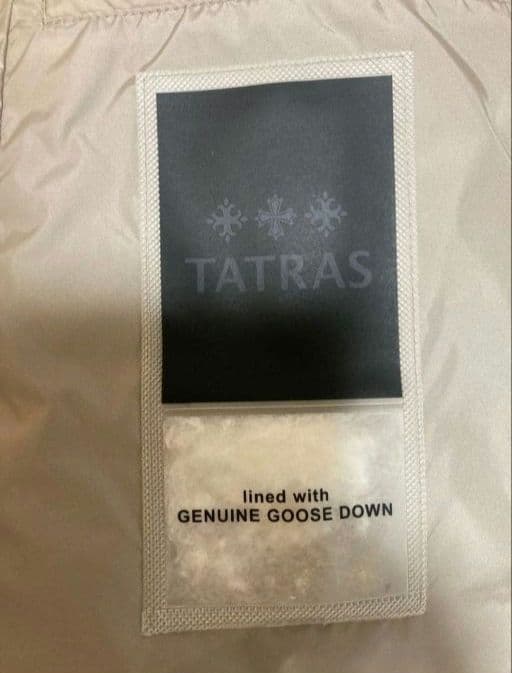 TATRAS
lined with
GENUINE GOOSE DOWN